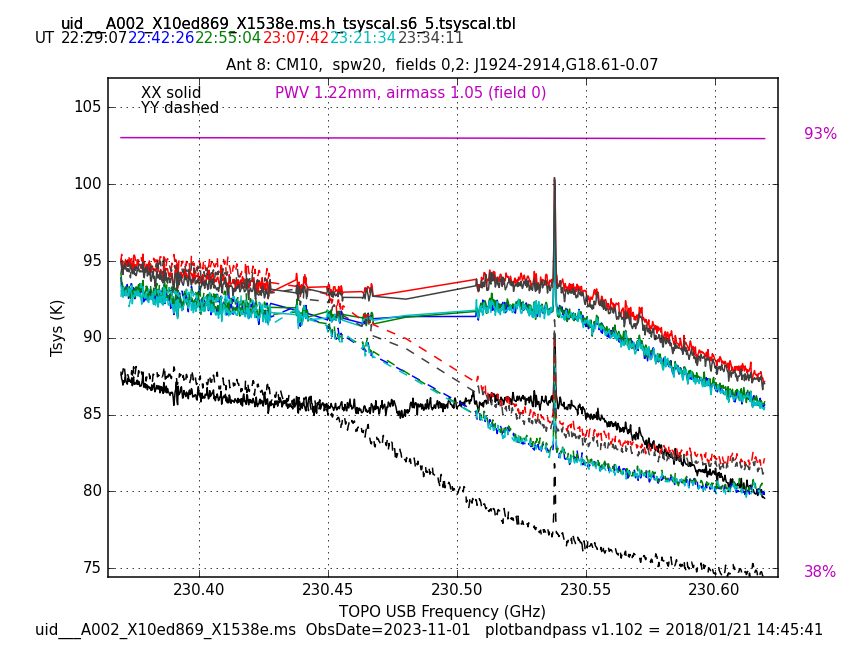 uid___A002_X10ed869_X1538e.ms.h_tsyscal.s6_5.tsyscal.tbl
UT 22:29:07 22:42:26 22:55:04 23:07:42 23:21:34 23:34:11
Ant 8: CM10,  spw20,  fields 0,2: J1924-2914,G18.61-0.07
XX solid
YY dashed
PWV 1.22mm, airmass 1.05 (field 0)
93%
38%
105
100
95
90
85
80
75
Tsys (K)
230.40 230.45 230.50 230.55 230.60
TOPO USB Frequency (GHz)
uid___A002_X10ed869_X1538e.ms  ObsDate=2023-11-01   plotbandpass v1.102 = 2018/01/21 14:45:41